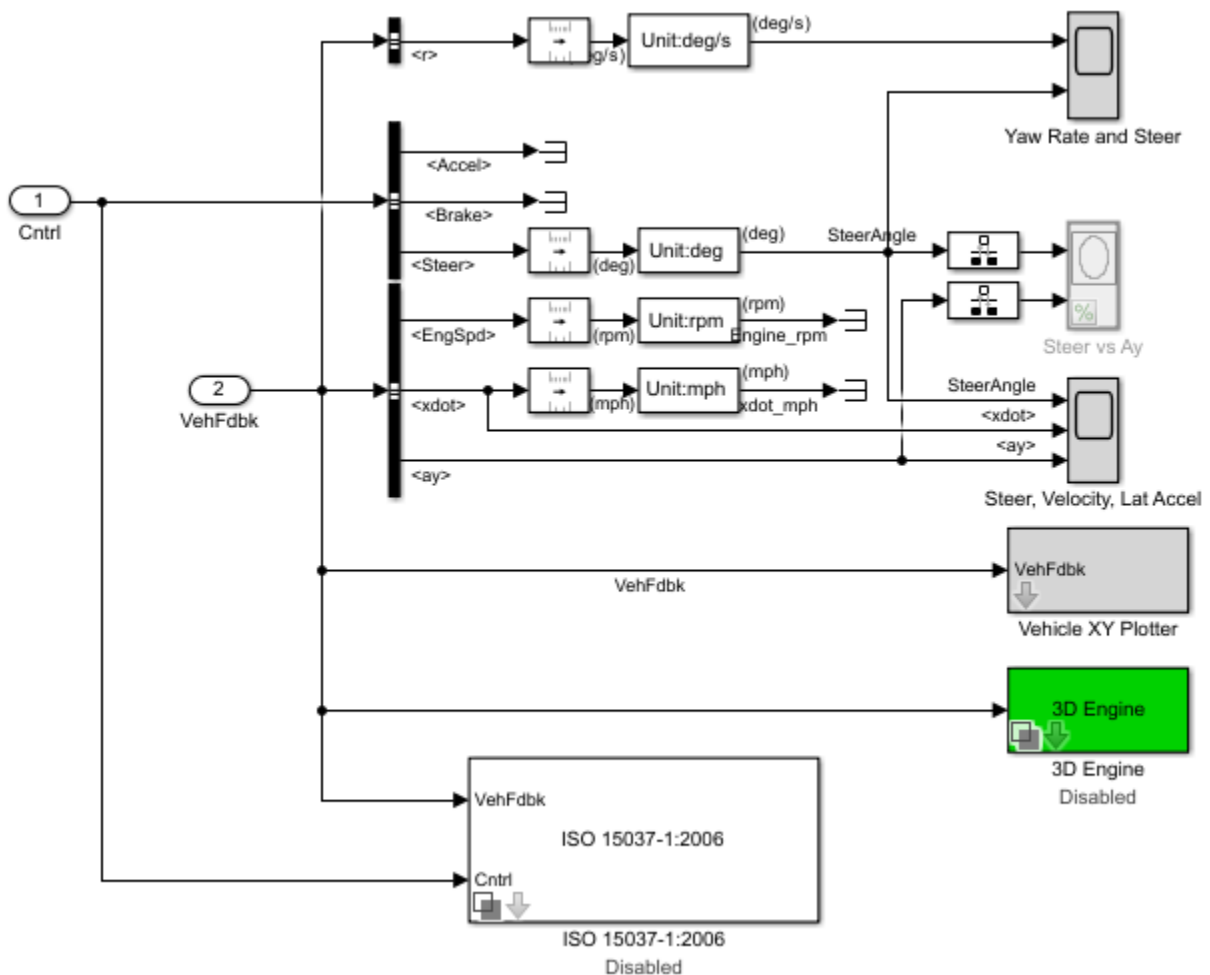 (deg/s)
Unit:deg/s
<r>
g/s)
Yaw Rate and Steer
<Accel>
1
Cntrl
<Brake>
(deg)
SteerAngle
Unit:deg
<Steer>
(deg)
(rpm)
Unit:rpm
<EngSpd>
(rpm)
Engine_rpm
%
Steer vs Ay
(mph)
2
Unit:mph
SteerAngle
VehFdbk
<xdot>
(mph)
xdot_mph
<xdot>
<ay>
<ay>
Steer, Velocity, Lat Accel
VehFdbk
VehFdbk
Vehicle XY Plotter
3D Engine
3D Engine
Disabled
VehFdbk
ISO 15037-1:2006
Cntrl
ISO 15037-1:2006
Disabled